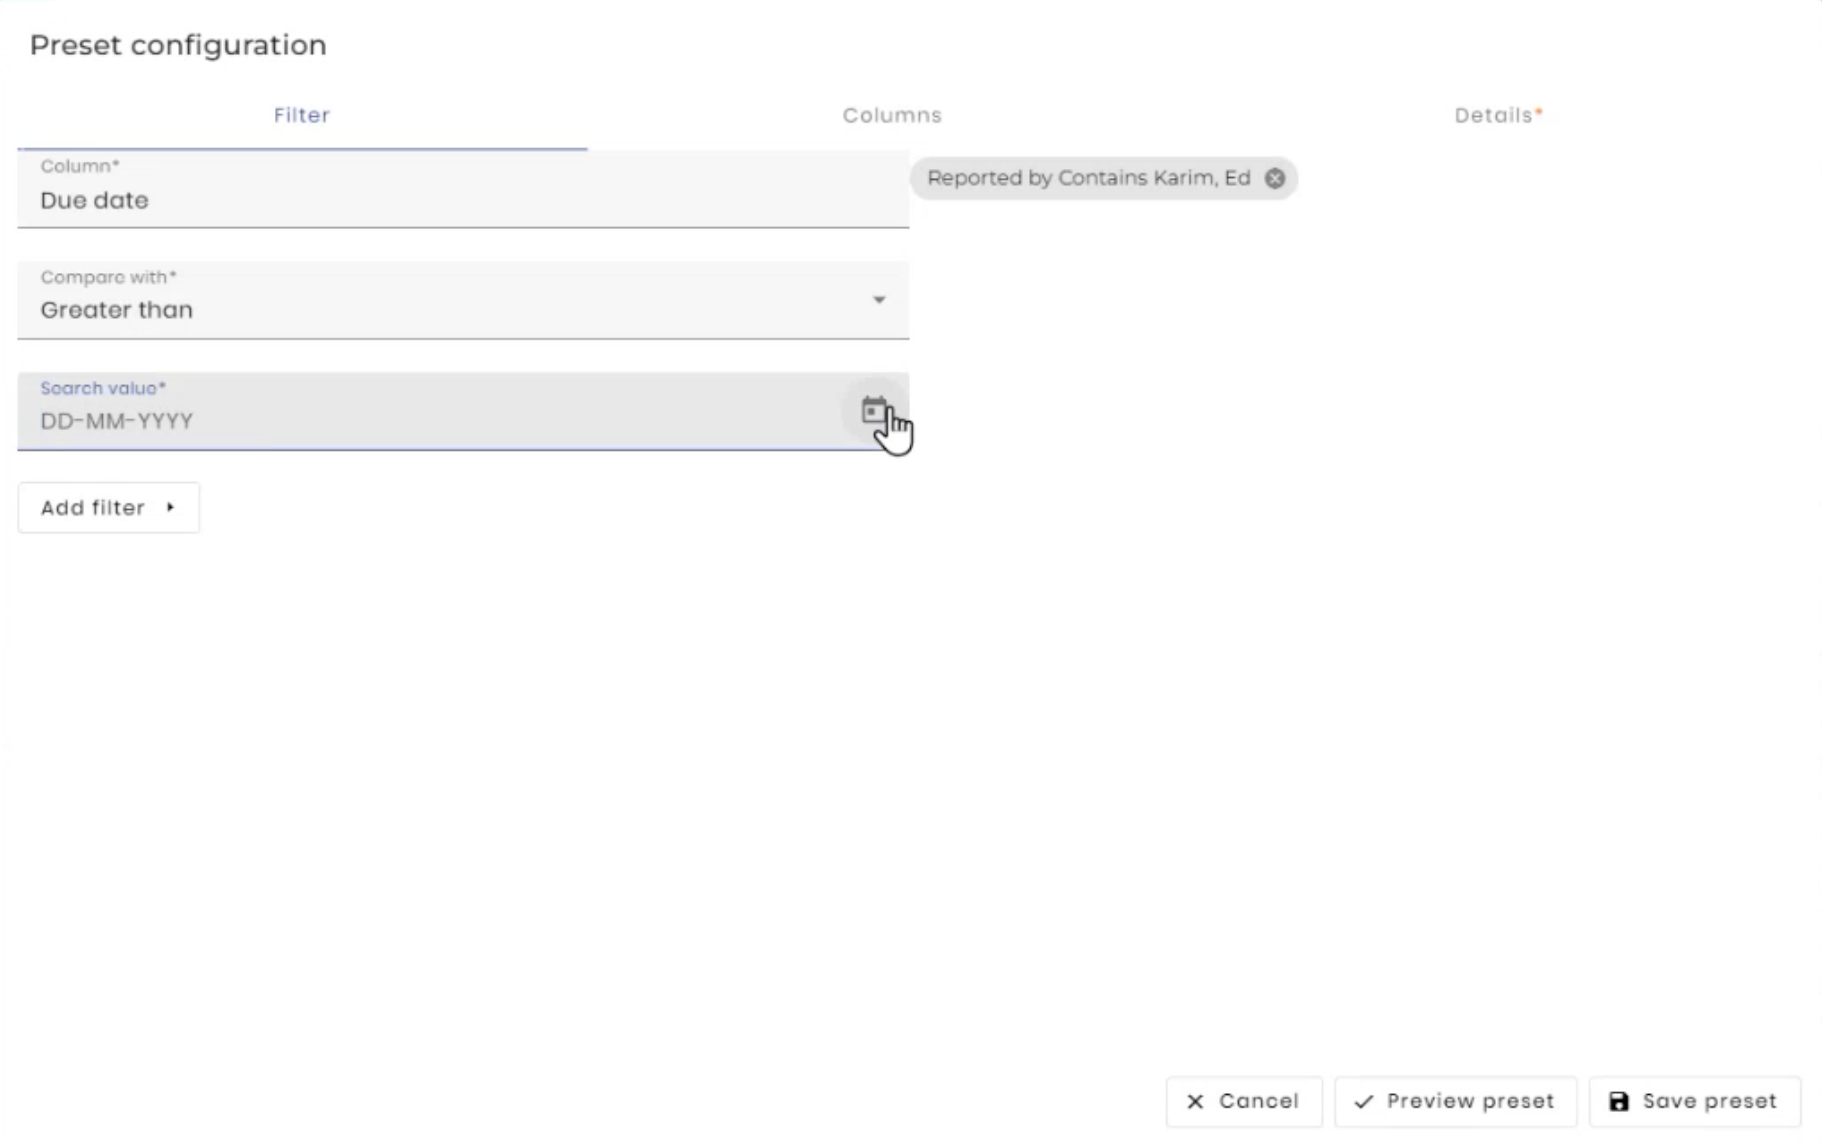 Preset configuration
Filter
Columns
Details*
Column*
Due date
Reported by Contains Karim, Ed
Compare with*
Greater than
Search value*
DD-MM-YYYY
Add filter
Cancel
Preview preset
Save preset